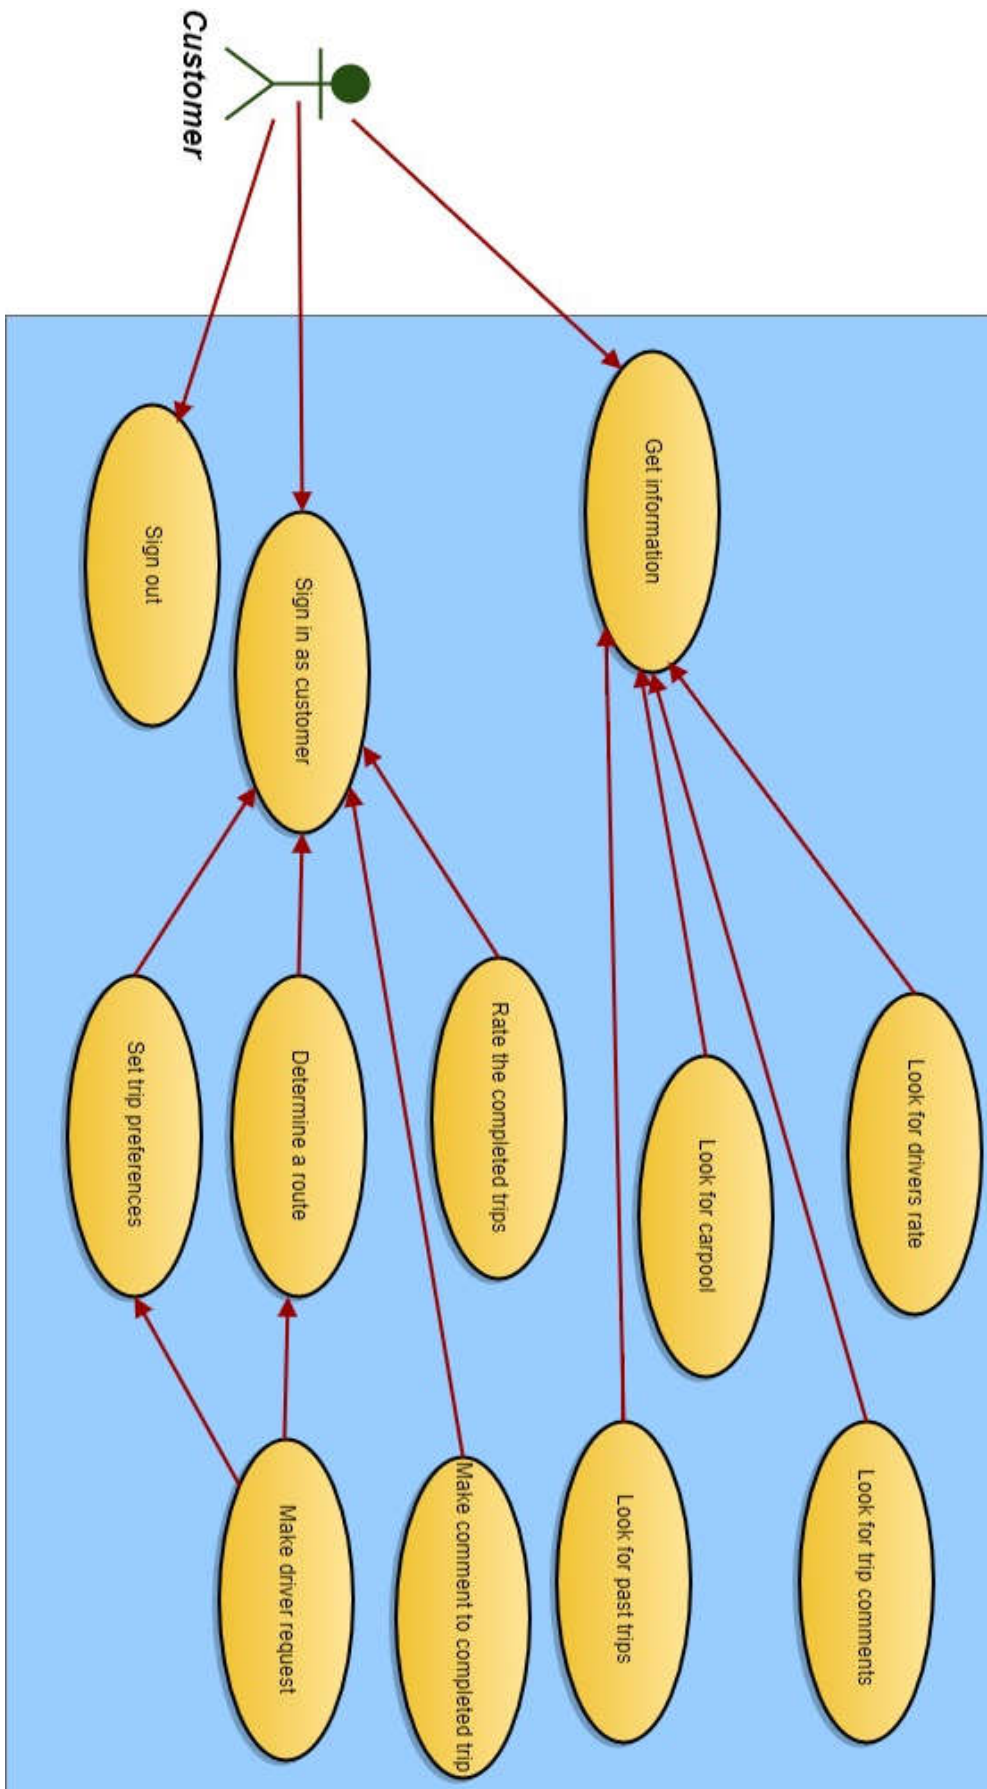 Customer
Get information
Sign in as customer
Sign out
Look for drivers rate
Look for trip comments
Look for carpool
Look for past trips
Rate the completed trips
Make comment to completed trip
Determine a route
Make driver request
Set trip preferences